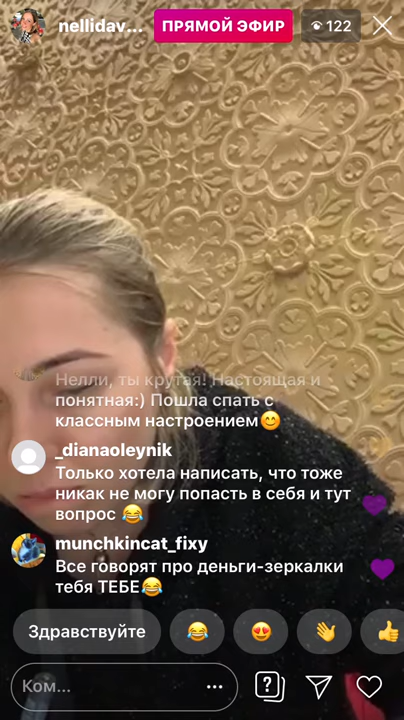 nellidav...
ПРЯМОЙ ЭФИР
122
Нелли, ты крутая! Настоящая и
понятная:) Пошла спать с
классным настроением😊
_dianaoleynik
Только хотела написать, что тоже
никак не могу попасть в себя и тут
вопрос 😂
munchkincat_fixy
Все говорят про деньги-зеркалки
тебя ТЕБЕ😂
Здравствуйте
Ком...